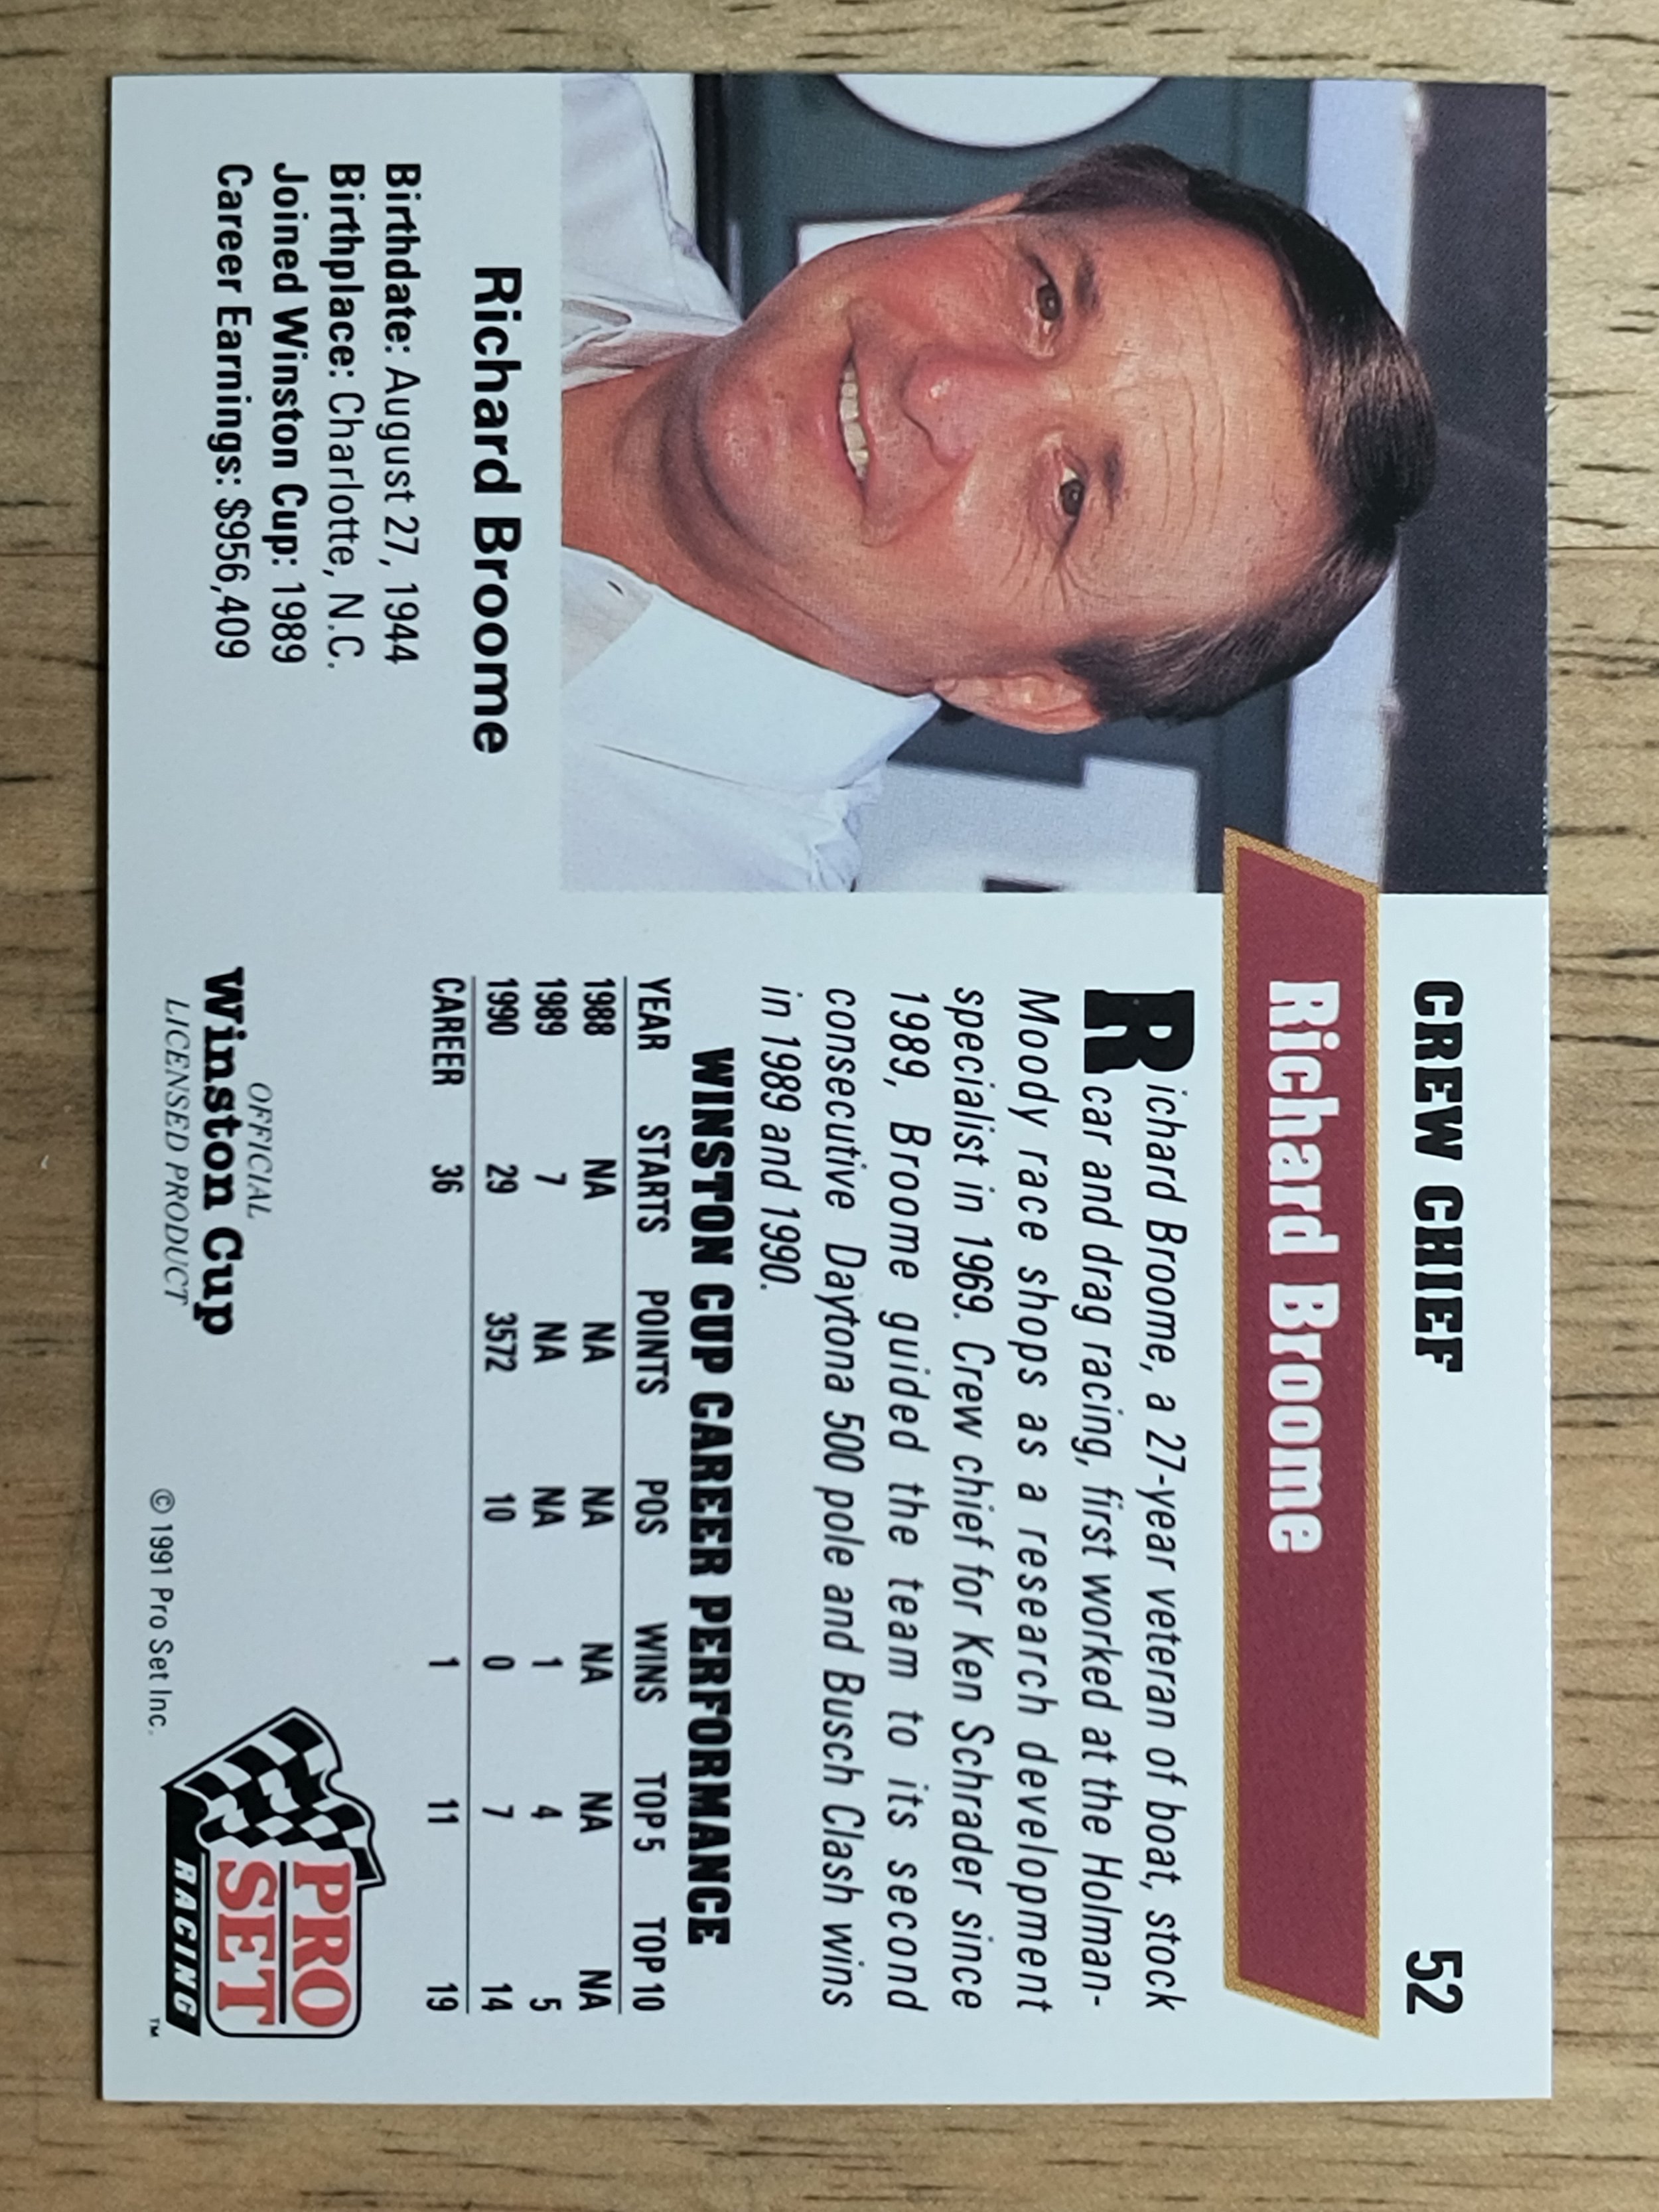 CREW CHIEF 52
Richard Broome
Richard Broome, a 27-year veteran of boat, stock
car and drag racing, first worked at the Holman-
Moody race shops as a research development
specialist in 1969. Crew chief for Ken Schrader since
1989, Broome guided the team to its second
consecutive Daytona 500 pole and Busch Clash wins
in 1989 and 1990.
WINSTON CUP CAREER PERFORMANCE
YEAR STARTS POINTS POS WINS TOP 5 TOP 10
1988 NA NA NA NA NA NA
1989 7 NA NA 1 4 5
1990 29 3572 10 0 7 14
CAREER 36 1 11 19
Richard Broome
Birthdate: August 27, 1944
Birthplace: Charlotte, N.C.
Joined Winston Cup: 1989
Career Earnings: $956,409
OFFICIAL
Winston Cup
LICENSED PRODUCT
© 1991 Pro Set Inc.
PRO
SET
RACING
™